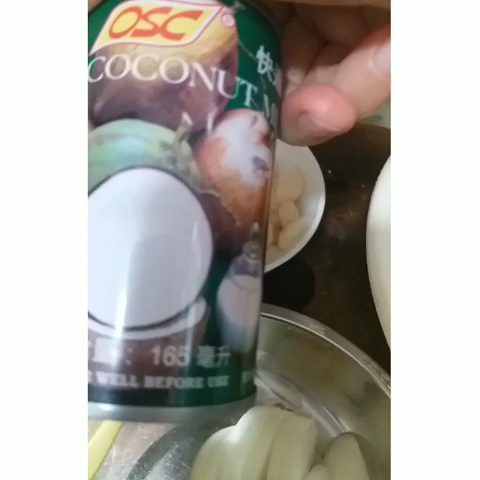 OSC
COCONUT M
快
: 165 毫升
WELL BEFORE USE